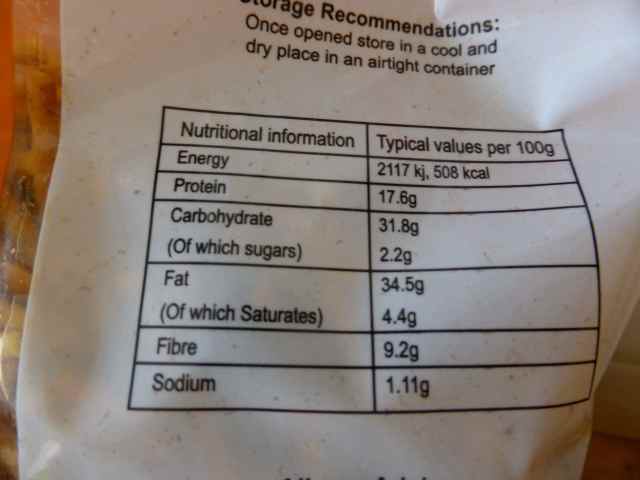 Storage Recommendations:
Once opened store in a cool and
dry place in an airtight container
Nutritional information Typical values per 100g
Energy 2117 kj, 508 kcal
Protein 17.6g
Carbohydrate 31.8g
(Of which sugars) 2.2g
Fat 34.5g
(Of which Saturates) 4.4g
Fibre 9.2g
Sodium 1.11g